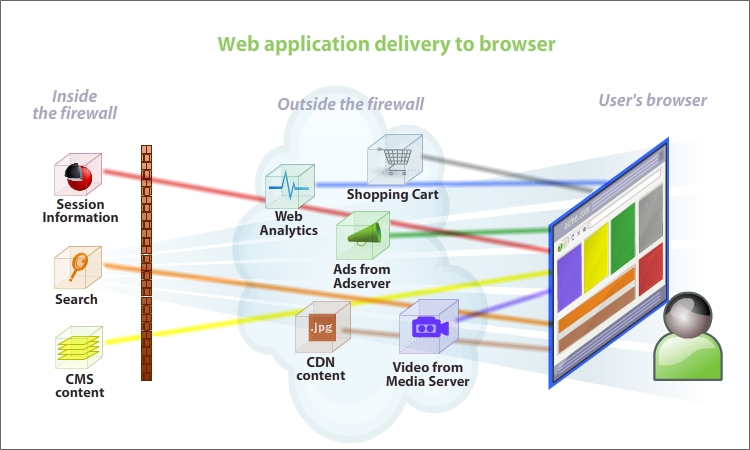 Web application delivery to browser
Inside
the firewall
Outside the firewall
User's browser
Session
Information
Shopping Cart
Web
Analytics
Ads from
Adserver
Search
.jpg
CDN
content
Video from
Media Server
CMS
content